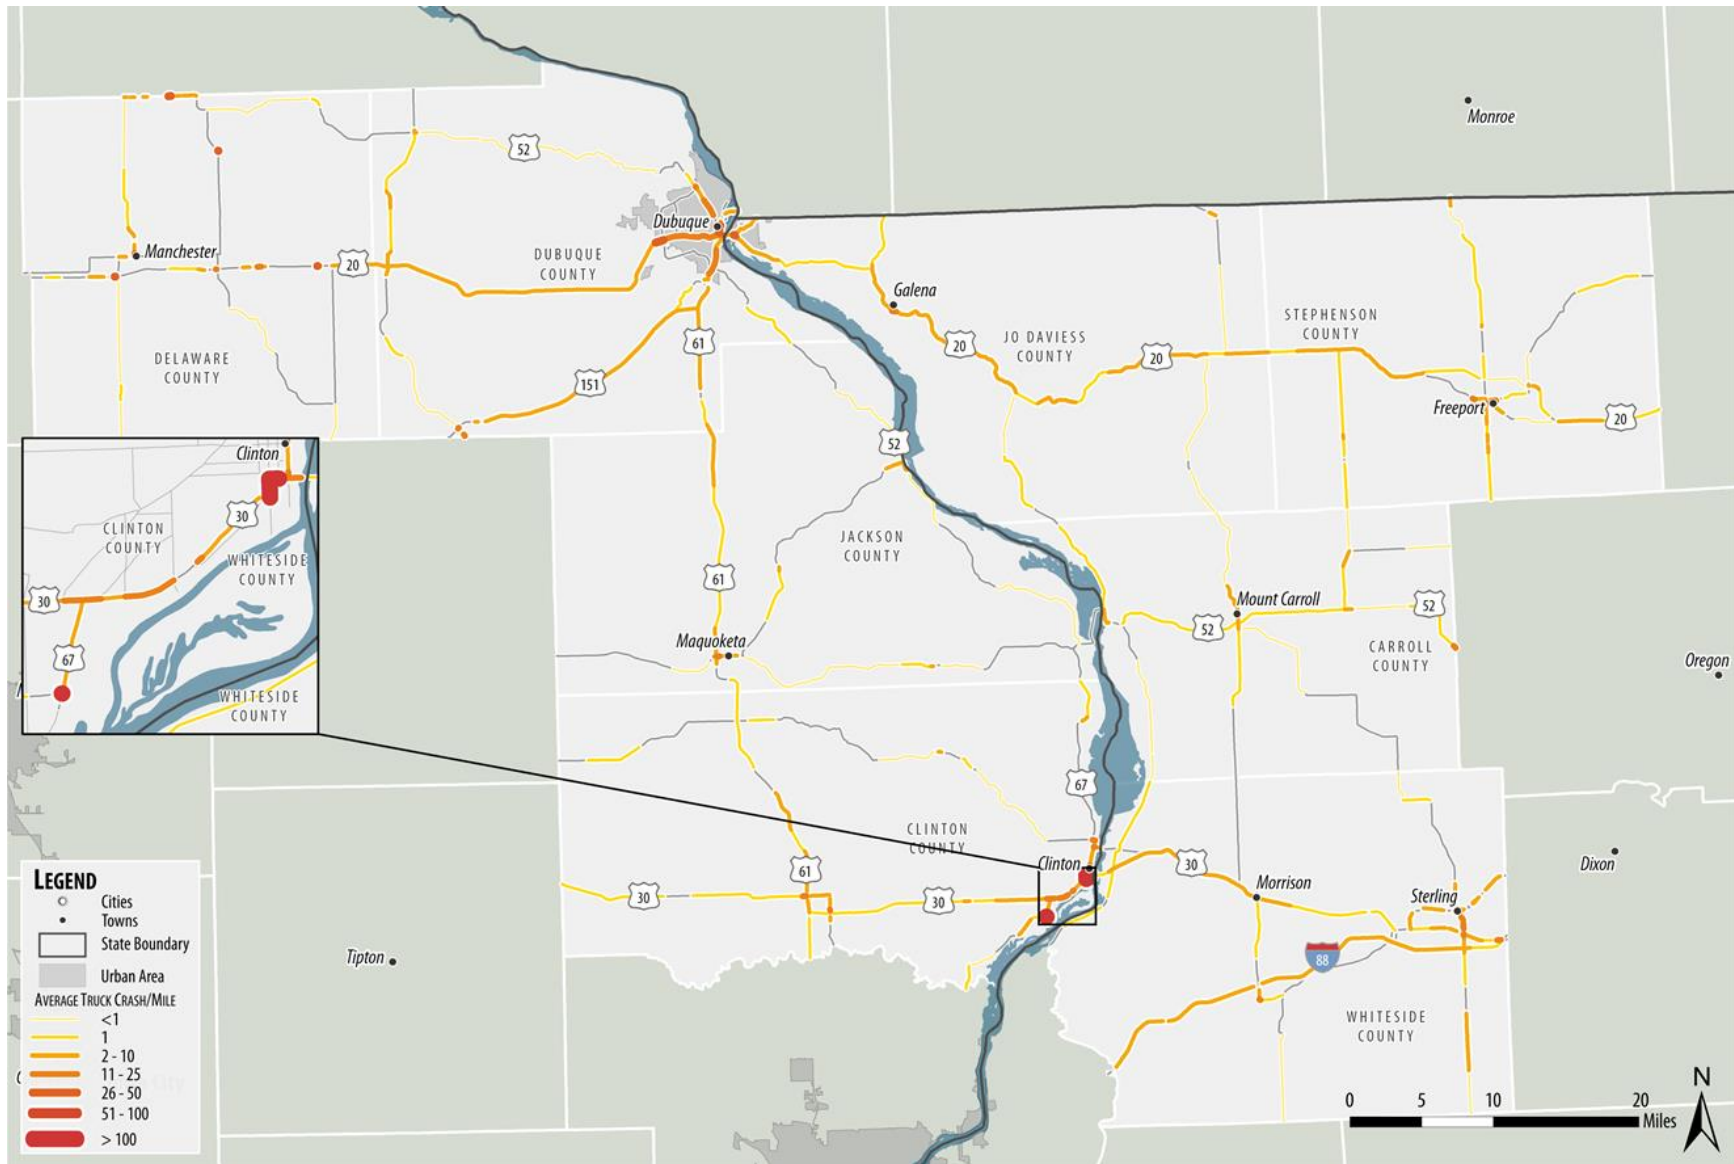 Monroe
52
Dubuque
Manchester
DUBUQUE
COUNTY
20
Galena
STEPHENSON
COUNTY
61
JO DAVIESS
COUNTY
20
20
DELAWARE
COUNTY
151
Freeport
20
52
Clinton
30
CLINTON
COUNTY
WHITESIDE
COUNTY
30
67
WHITESIDE
COUNTY
JACKSON
COUNTY
61
Mount Carroll
52
52
Maquoketa
CARROLL
COUNTY
Oregon
67
CLINTON
COUNTY
Clinton
30
Dixon
61
30
30
Morrison
Sterling
Tipton
88
WHITESIDE
COUNTY
LEGEND
Cities
Towns
State Boundary
Urban Area
AVERAGE TRUCK CRASH/MILE
<1
1
2 - 10
11 - 25
26 - 50
51 - 100
> 100
N
0 5 10 20
Miles